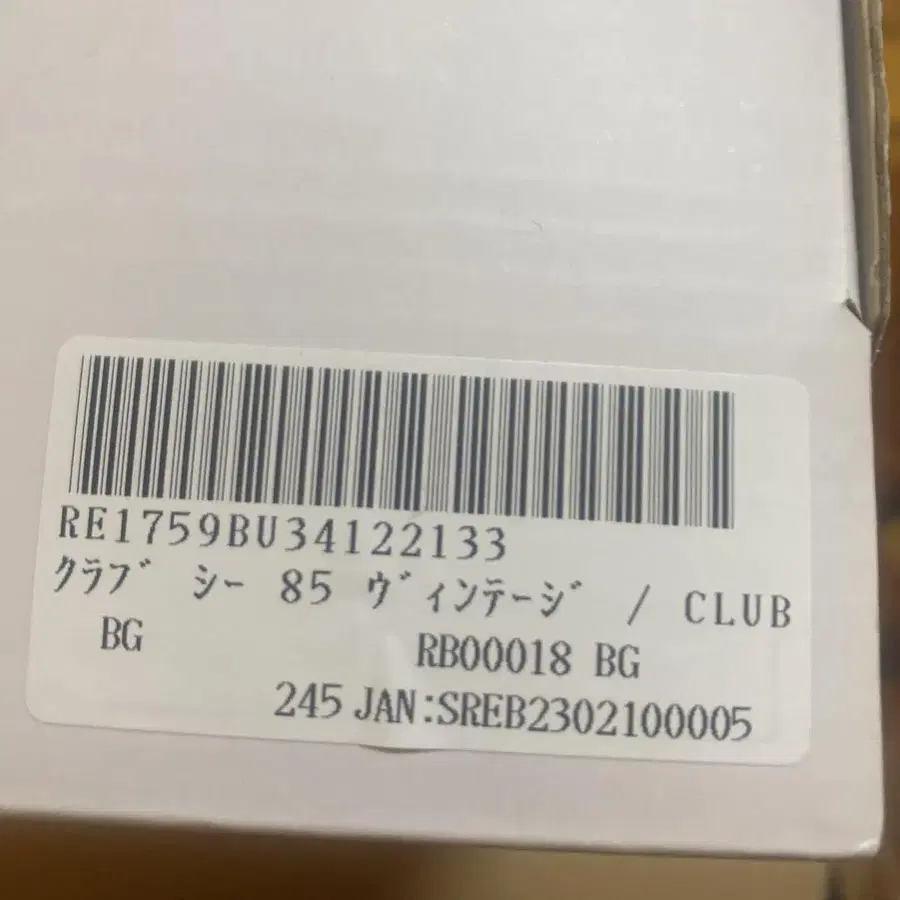 RE1759BU34122133
クラブ シー 85 ヴィンテージ / CLUB
BG RB00018 BG
245 JAN:SREB2302100005